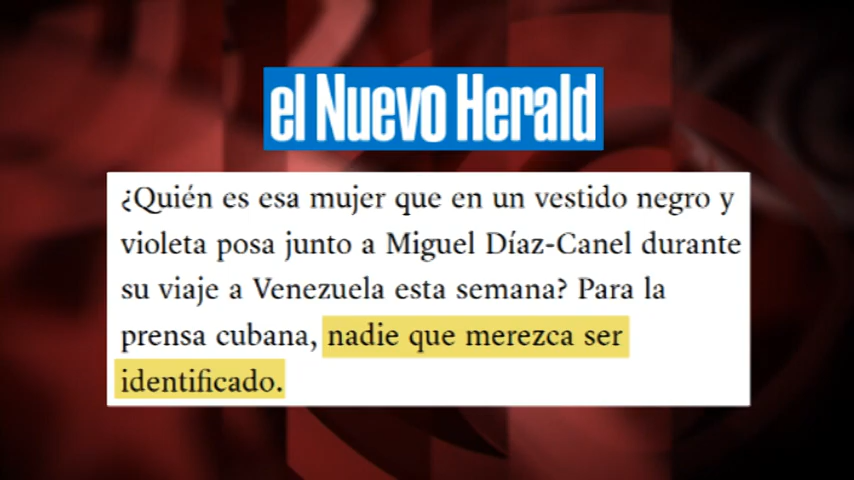 el Nuevo Herald
¿Quién es esa mujer que en un vestido negro y
violeta posa junto a Miguel Díaz-Canel durante
su viaje a Venezuela esta semana? Para la
prensa cubana, nadie que merezca ser
identificado.